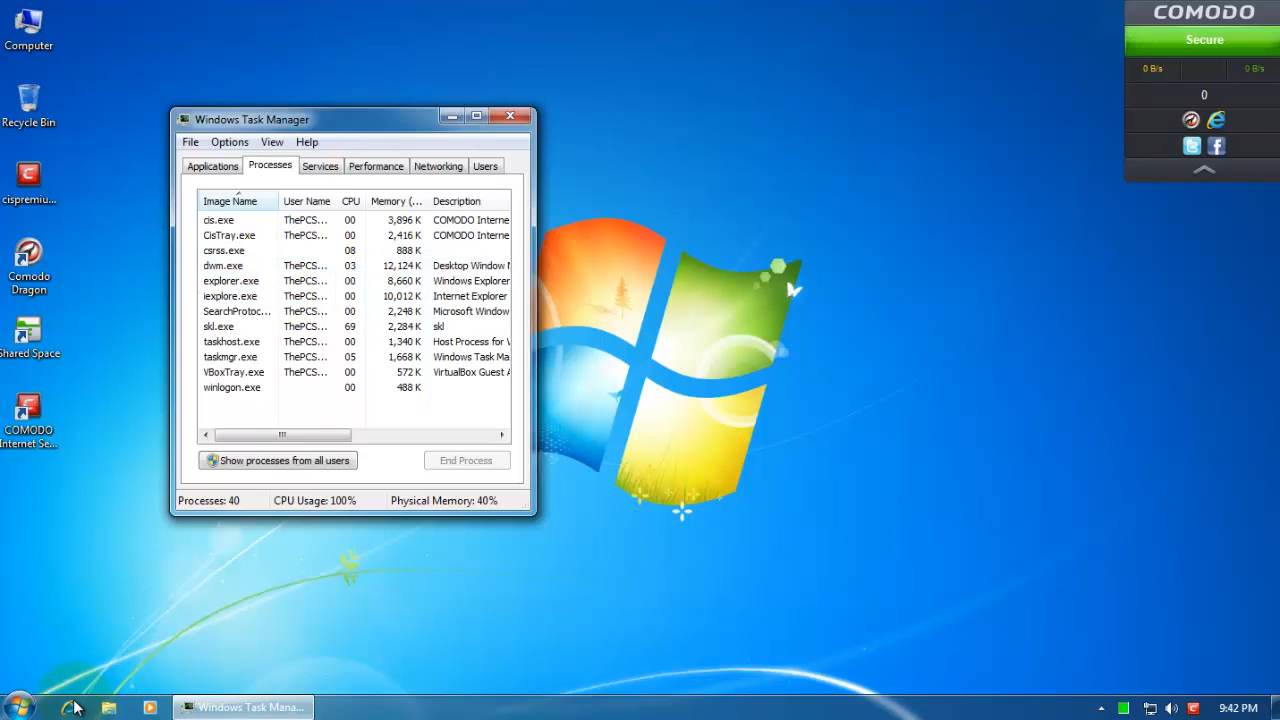 Computer
Recycle Bin
cispremiu...
Comodo
Dragon
Shared Space
COMODO
Internet Se...
Windows Task Manager
File Options View Help
Applications Processes Services Performance Networking Users
Image Name User Name CPU Memory (... Description
cis.exe ThePCS... 00 3,896 K COMODO Interne
CisTray.exe ThePCS... 00 2,416 K COMODO Interne
csrss.exe 08 888 K
dwm.exe ThePCS... 03 12,124 K Desktop Window M
explorer.exe ThePCS... 00 8,660 K Windows Explorer
iexplore.exe ThePCS... 00 10,012 K Internet Explorer
SearchProtoc... ThePCS... 00 2,248 K Microsoft Window
skl.exe ThePCS... 69 2,284 K skl
taskhost.exe ThePCS... 00 1,340 K Host Process for W
taskmgr.exe ThePCS... 05 1,668 K Windows Task Ma
VBoxTray.exe ThePCS... 00 572 K VirtualBox Guest A
winlogon.exe 00 488 K
Show processes from all users End Process
Processes: 40 CPU Usage: 100% Physical Memory: 40%
COMODO
Secure
0 B/s 0 B/s
0
Windows Task Mana...
9:42 PM